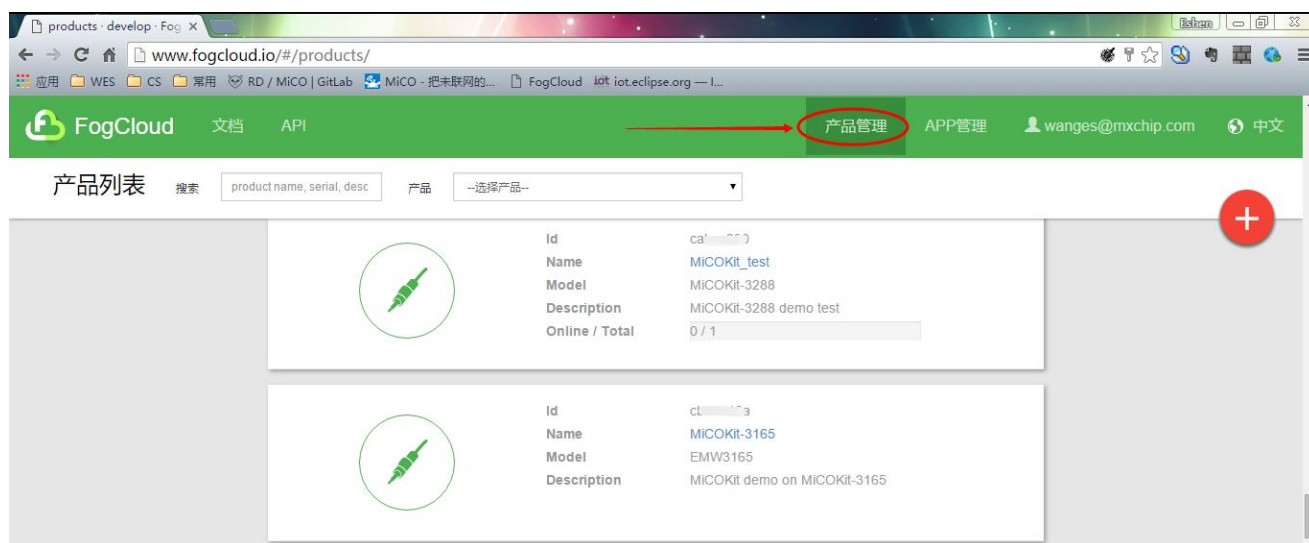 products · develop · Fog
Eshen
www.fogcloud.io/#/products/
应用 WES CS 常用 RD / MiCO | GitLab MiCO - 把未联网的... FogCloud iot iot.eclipse.org — I...
FogCloud 文档 API 产品管理 APP管理 wanges@mxchip.com 中文
产品列表 搜索 product name, serial, desc 产品 --选择产品--
Id
Name MiCOKit_test
Model MiCOKit-3288
Description MiCOKit-3288 demo test
Online / Total 0 / 1
Id
Name MiCOKit-3165
Model EMW3165
Description MiCOKit demo on MiCOKit-3165